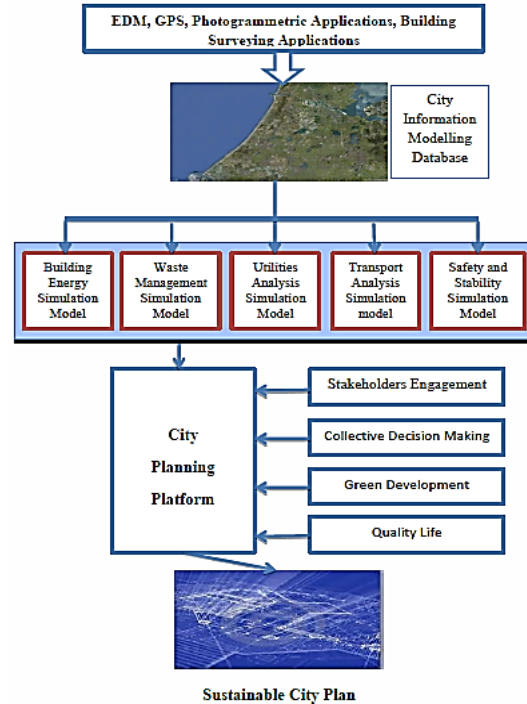 EDM, GPS, Photogrammetric Applications, Building
Surveying Applications
City
Information
Modelling
Database
Building
Energy
Simulation
Model
Waste
Management
Simulation
Model
Utilities
Analysis
Simulation
Model
Transport
Analysis
Simulation
model
Safety and
Stability
Simulation
Model
City
Planning
Platform
Stakeholders Engagement
Collective Decision Making
Green Development
Quality Life
Sustainable City Plan